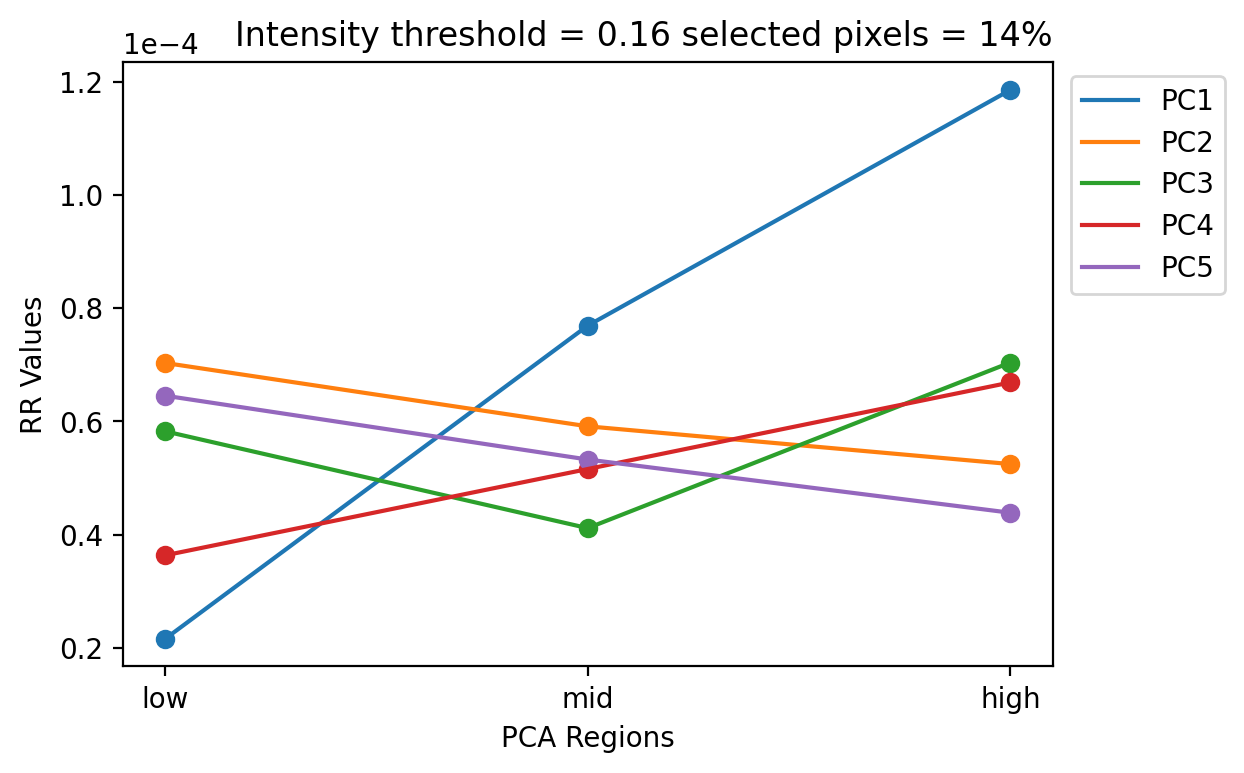 Intensity threshold = 0.16 selected pixels = 14%
1e−4
1.2
1.0
0.8
0.6
0.4
0.2
RR Values
low
mid
high
PCA Regions
PC1
PC2
PC3
PC4
PC5